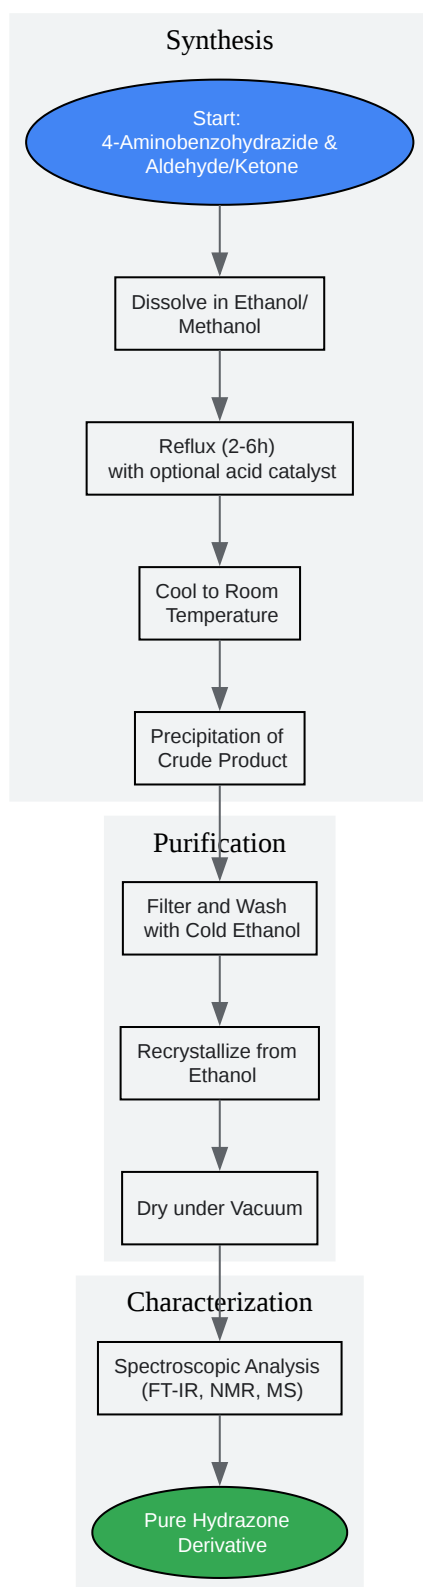 Synthesis
Start:
4-Aminobenzohydrazide &
Aldehyde/Ketone
Dissolve in Ethanol/
Methanol
Reflux (2-6h)
with optional acid catalyst
Cool to Room
Temperature
Precipitation of
Crude Product
Purification
Filter and Wash
with Cold Ethanol
Recrystallize from
Ethanol
Dry under Vacuum
Characterization
Spectroscopic Analysis
(FT-IR, NMR, MS)
Pure Hydrazone
Derivative